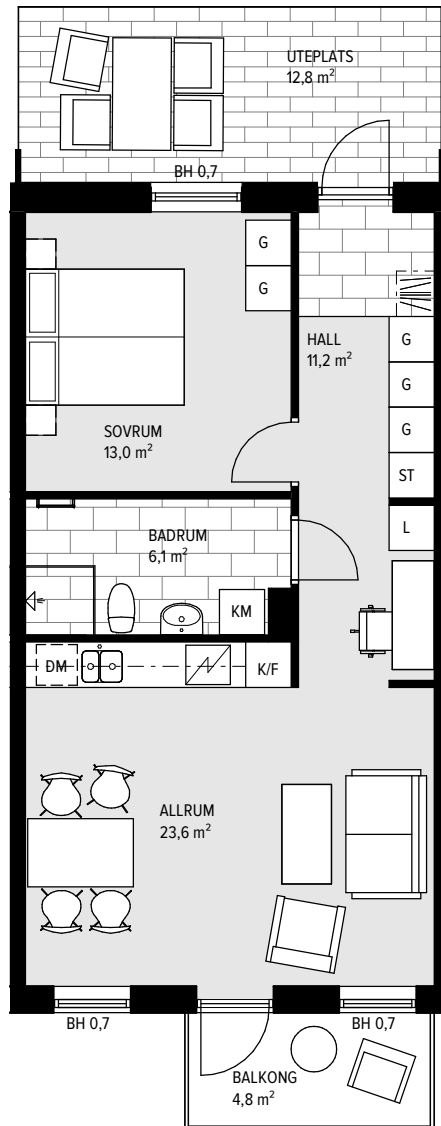 UTEPLATS
12,8 m²
BH 0,7
G
G
HALL
11,2 m²
G
G
G
ST
SOVRUM
13,0 m²
L
BADRUM
6,1 m²
KM
DM
K/F
ALLRUM
23,6 m²
BH 0,7
BH 0,7
BALKONG
4,8 m²